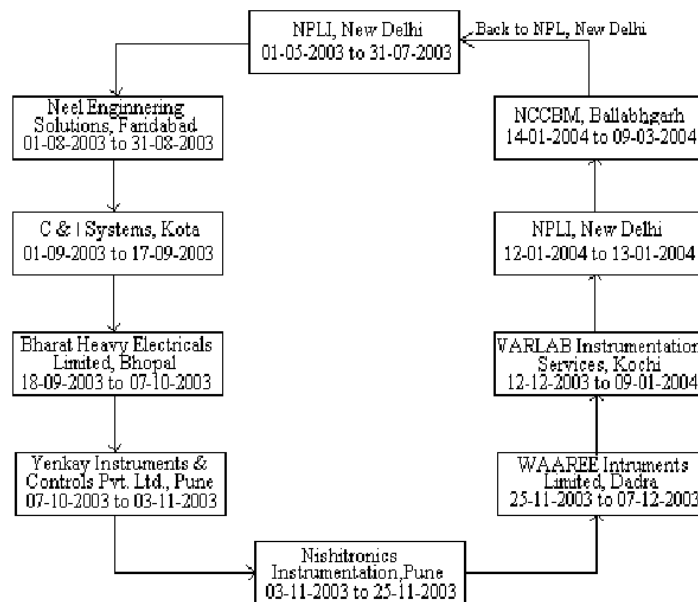 NPLI, New Delhi
01-05-2003 to 31-07-2003
Back to NPL, New Delhi
Neel Enginnering
Solutions, Faridabad
01-08-2003 to 31-08-2003
C & I Systems, Kota
01-09-2003 to 17-09-2003
Bharat Heavy Electricals
Limited, Bhopal
18-09-2003 to 07-10-2003
Yenkay Instruments &
Controls Pvt. Ltd., Pune
07-10-2003 to 03-11-2003
Nishitronics
Instrumentation,Pune
03-11-2003 to 25-11-2003
WAAREE Intruments
Limited, Dadra
25-11-2003 to 07-12-2003
VARLAB Instrumentation
Services, Kochi
12-12-2003 to 09-01-2004
NPLI, New Delhi
12-01-2004 to 13-01-2004
NCCBM, Ballabhgarh
14-01-2004 to 09-03-2004